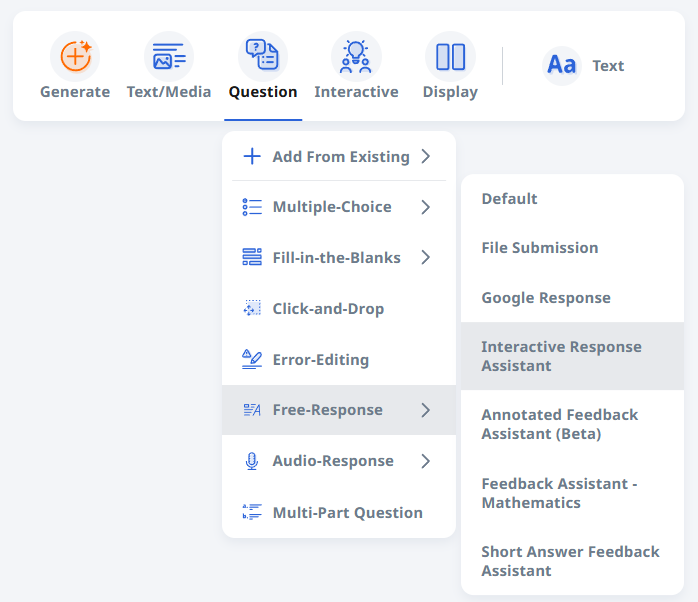 Generate
Text/Media
Question
Interactive
Display
Aa Text
Add From Existing
Multiple-Choice
Fill-in-the-Blanks
Click-and-Drop
Error-Editing
Free-Response
Audio-Response
Multi-Part Question
Default
File Submission
Google Response
Interactive Response
Assistant
Annotated Feedback
Assistant (Beta)
Feedback Assistant -
Mathematics
Short Answer Feedback
Assistant